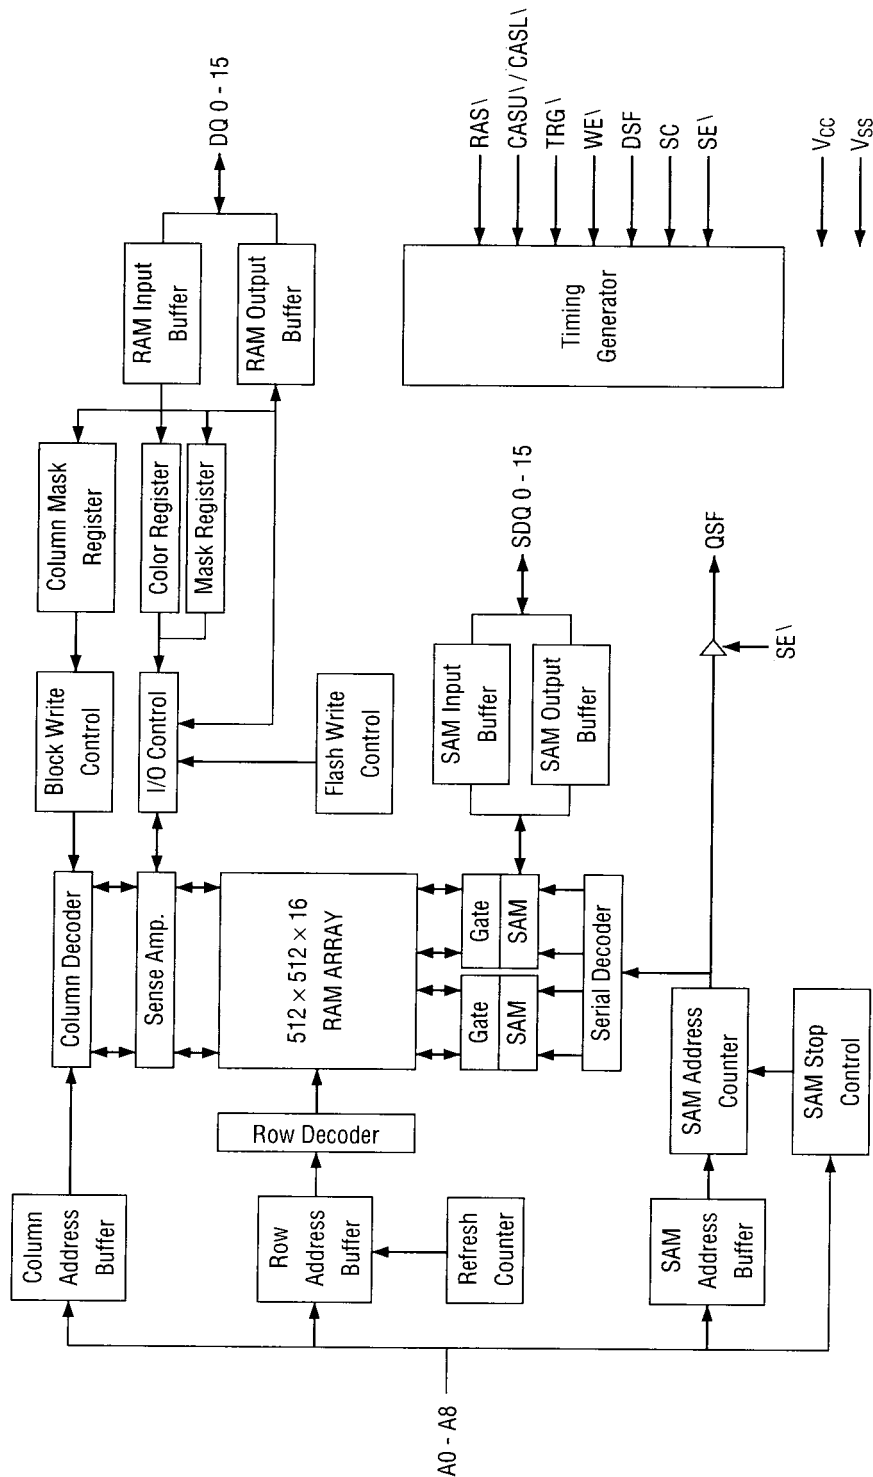 A0 - A8
Column
Address
Buffer
Row
Address
Buffer
Refresh
Counter
SAM
Address
Buffer
Row Decoder
SAM Address
Counter
SAM Stop
Control
Column Decoder
Sense Amp.
512 × 512 × 16
RAM ARRAY
Gate
SAM
Gate
SAM
Serial Decoder
Block Write
Control
I/O Control
Flash Write
Control
Column Mask
Register
Color Register
Mask Register
SAM Input
Buffer
SAM Output
Buffer
SDQ 0 - 15
SE\
QSF
RAM Input
Buffer
RAM Output
Buffer
DQ 0 - 15
Timing
Generator
RAS\
CASU\ / CASL\
TRG\
WE\
DSF
SC
SE\
VCC
VSS